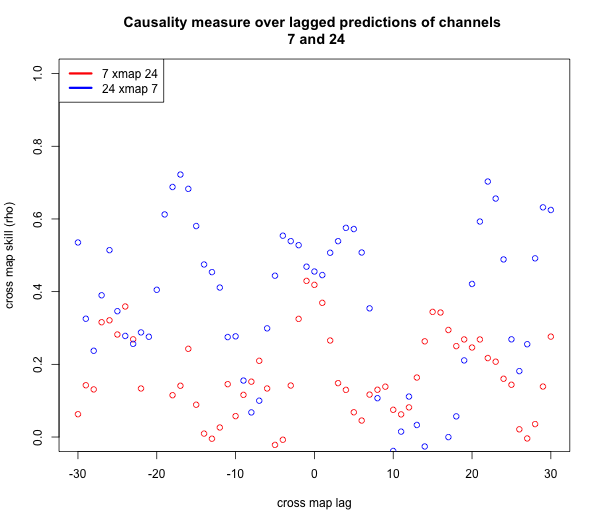 Causality measure over lagged predictions of channels
7 and 24
7 xmap 24
24 xmap 7
cross map skill (rho)
1.0
0.8
0.6
0.4
0.2
0.0
-30 -20 -10 0 10 20 30
cross map lag